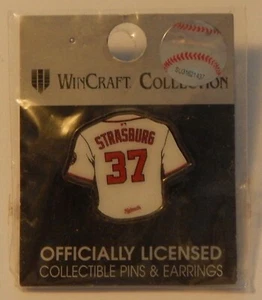 WINCRAFT COLLECTION
STRASBURG
37
OFFICIALLY LICENSED
COLLECTIBLE PINS & EARRINGS